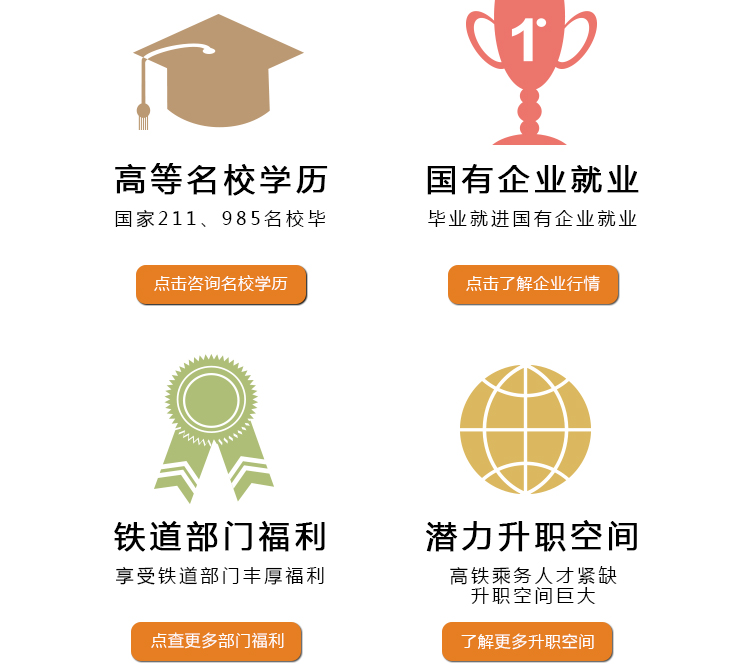 1°
高等名校学历
国家211、985名校毕
点击咨询名校学历
国有企业就业
毕业就进国有企业就业
点击了解企业行情
铁道部门福利
享受铁道部门丰厚福利
点查更多部门福利
潜力升职空间
高铁乘务人才紧缺
升职空间巨大
了解更多升职空间